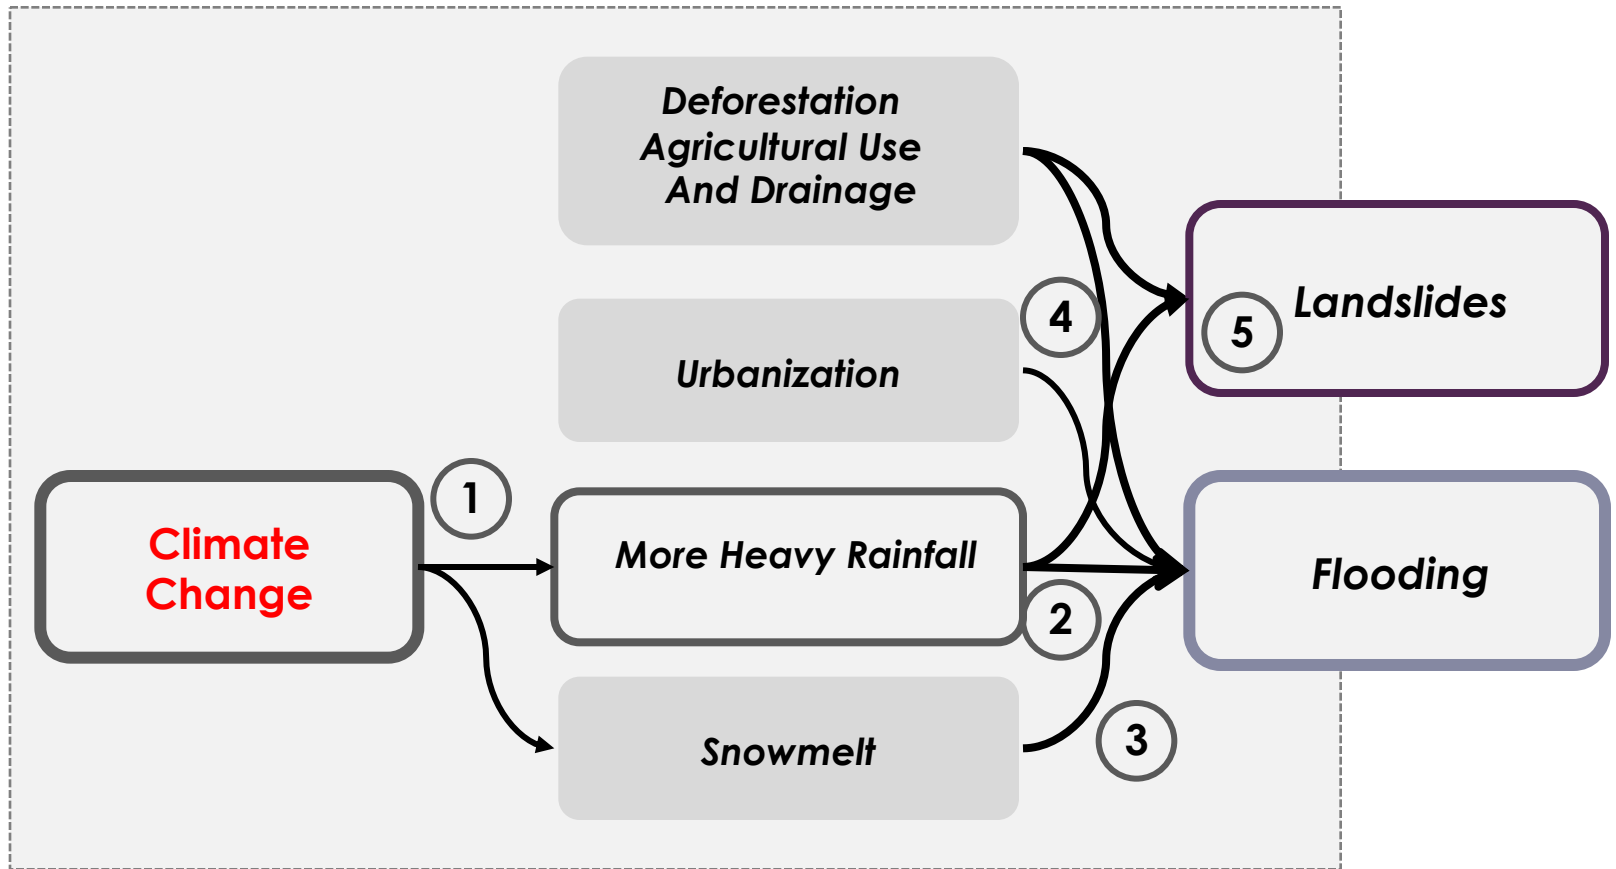 Deforestation
Agricultural Use
And Drainage
Landslides
4
5
Urbanization
1
Climate
Change
More Heavy Rainfall
Flooding
2
3
Snowmelt